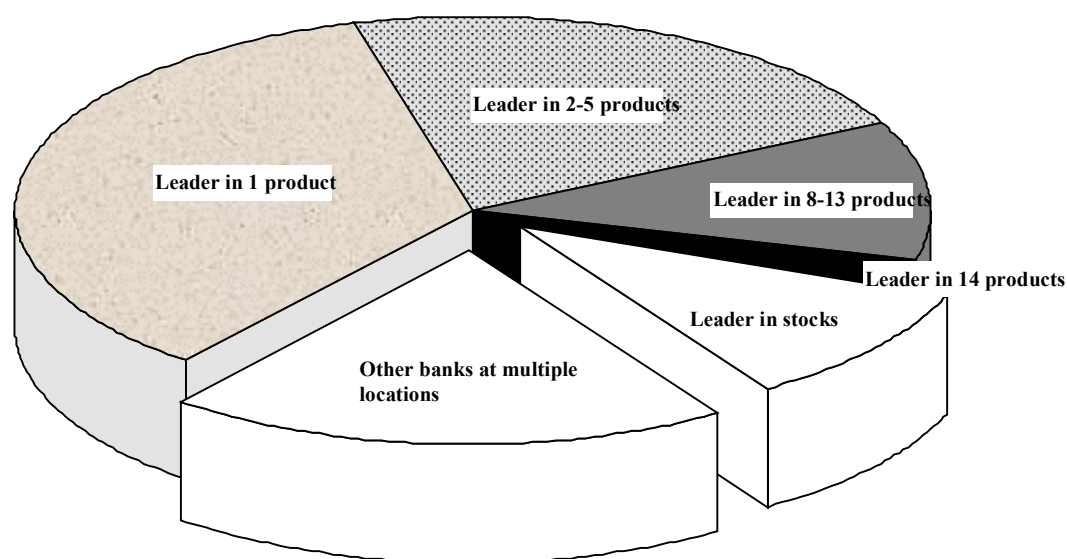 Leader in 2-5 products
Leader in 1 product
Leader in 8-13 products
Leader in 14 products
Leader in stocks
Other banks at multiple
locations